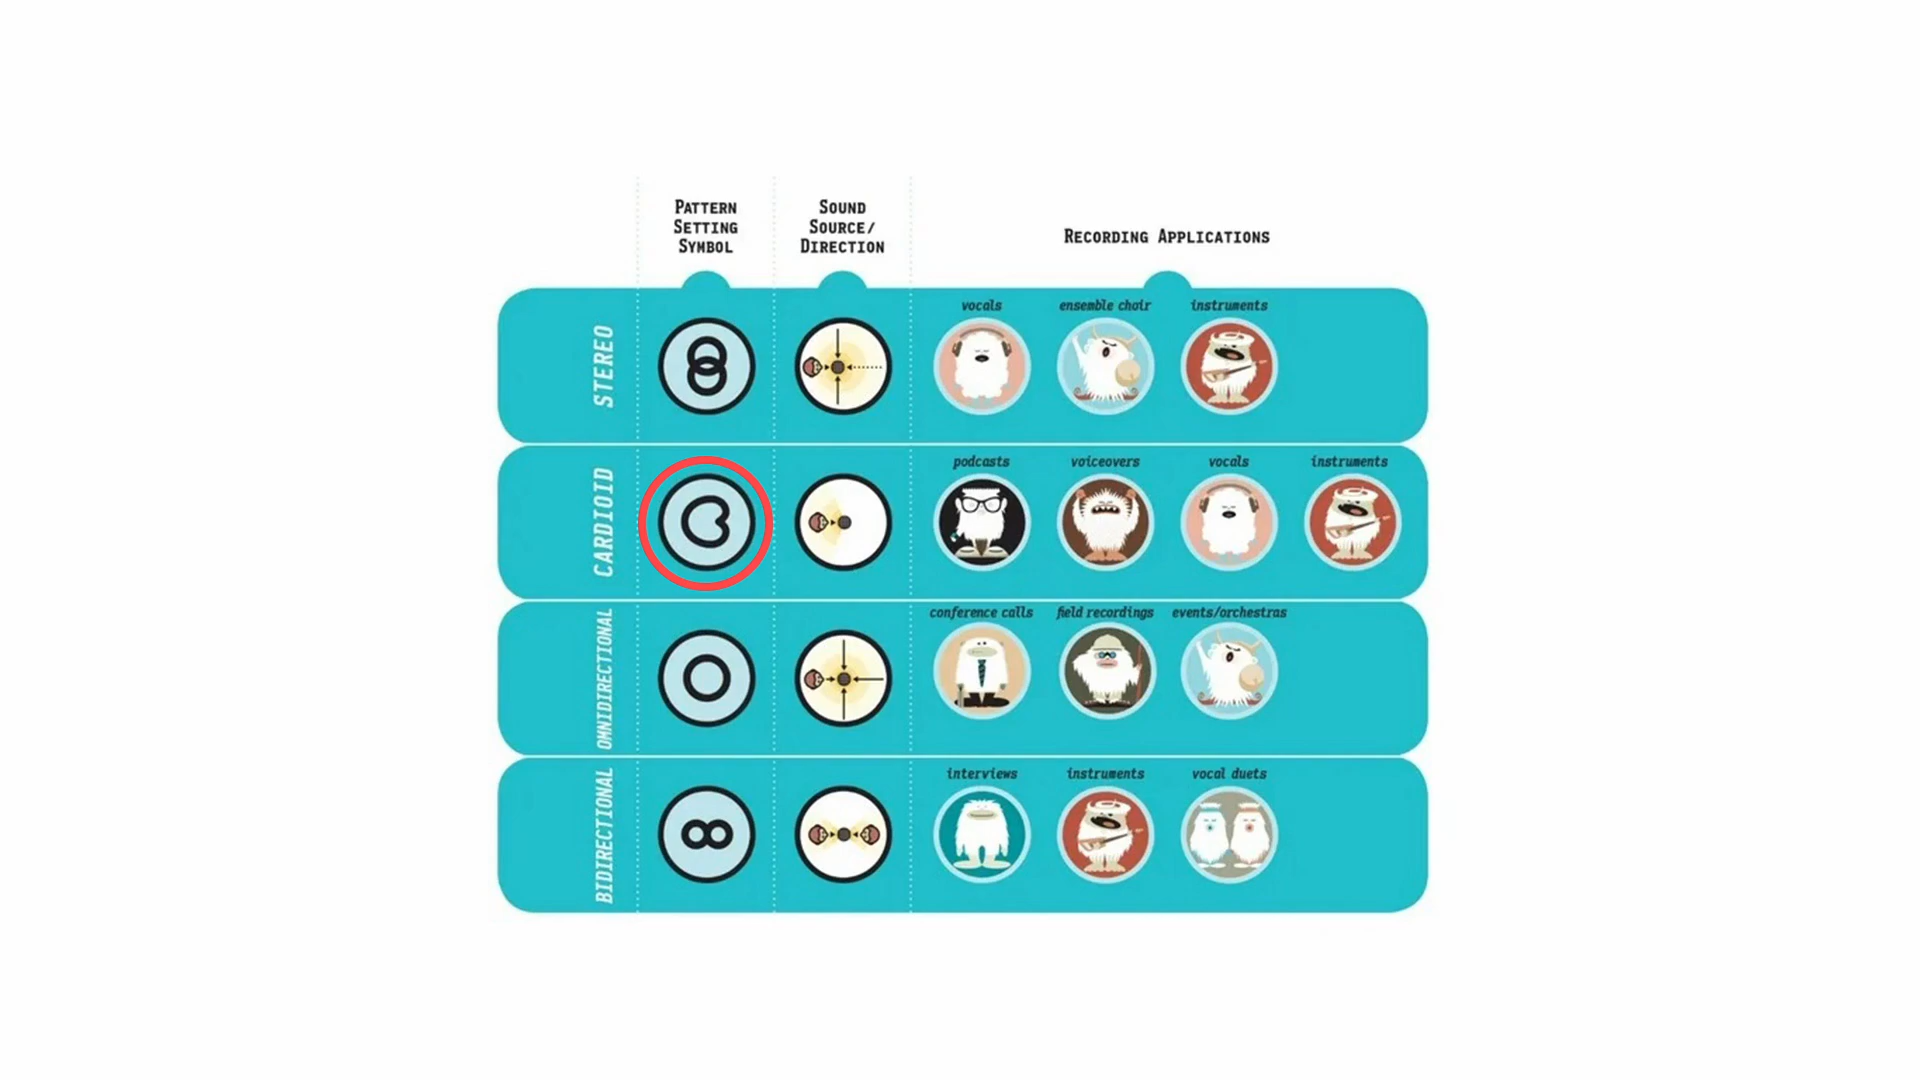 PATTERN
SETTING
SYMBOL
SOUND
SOURCE/
DIRECTION
RECORDING APPLICATIONS
STEREO
vocals
ensemble choir
instruments
CARDIOID
podcasts
voiceovers
vocals
instruments
OMNIDIRECTIONAL
conference calls
field recordings
events/orchestras
BIDIRECTIONAL
interviews
instruments
vocal duets